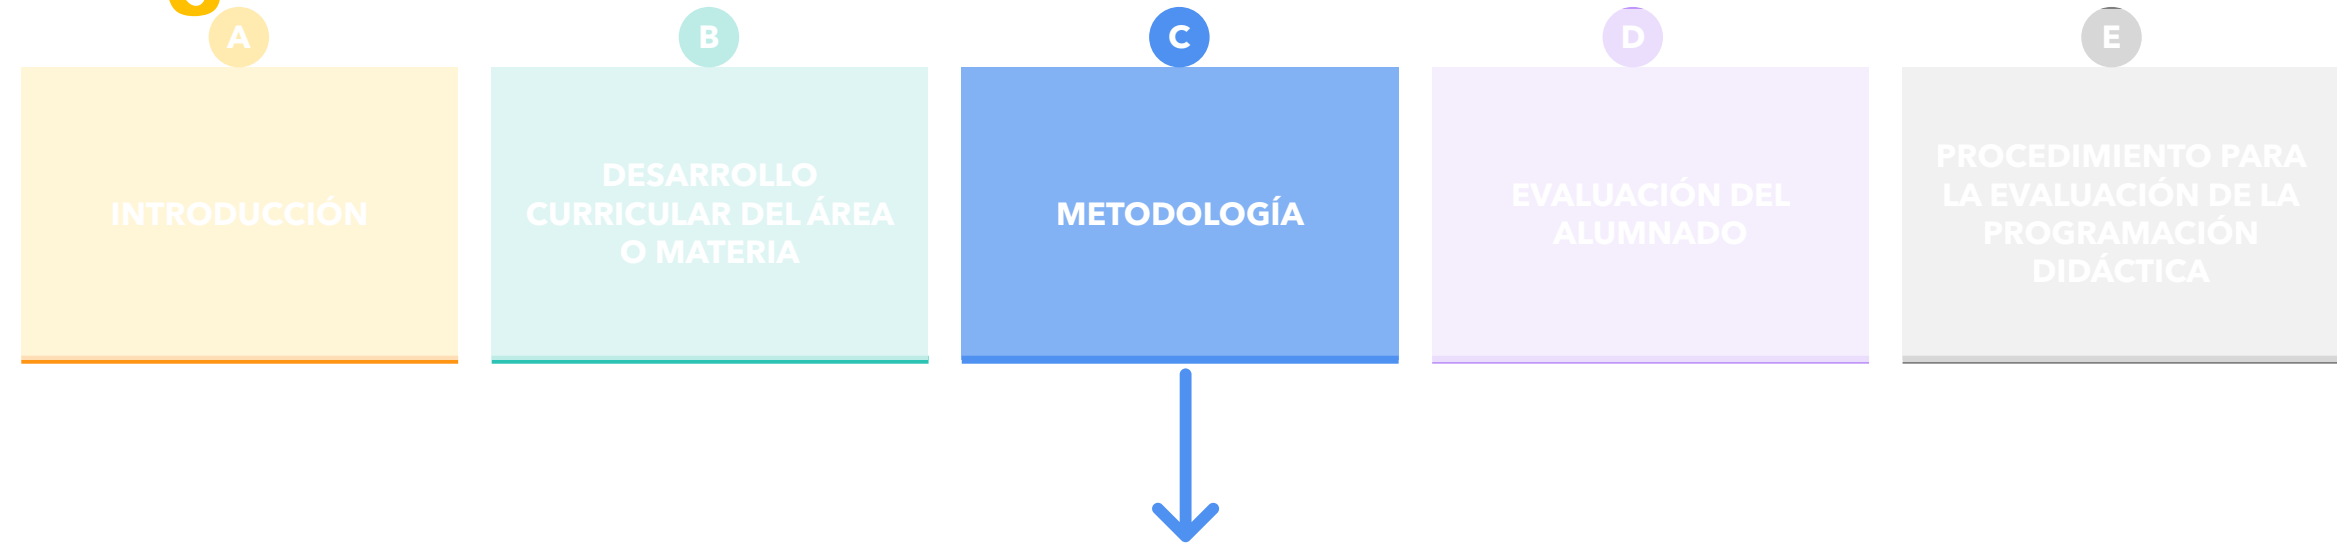 A
INTRODUCCIÓN
B
DESARROLLO
CURRICULAR DEL ÁREA
O MATERIA
C
METODOLOGÍA
D
EVALUACIÓN DEL
ALUMNADO
E
PROCEDIMIENTO PARA
LA EVALUACIÓN DE LA
PROGRAMACIÓN
DIDÁCTICA